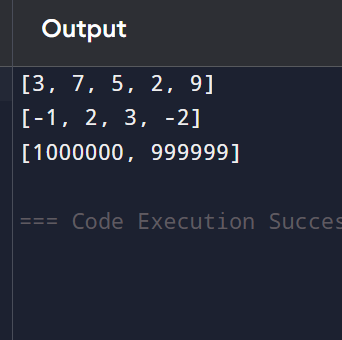 Output
[3, 7, 5, 2, 9]
[-1, 2, 3, -2]
[1000000, 999999]
=== Code Execution Succes